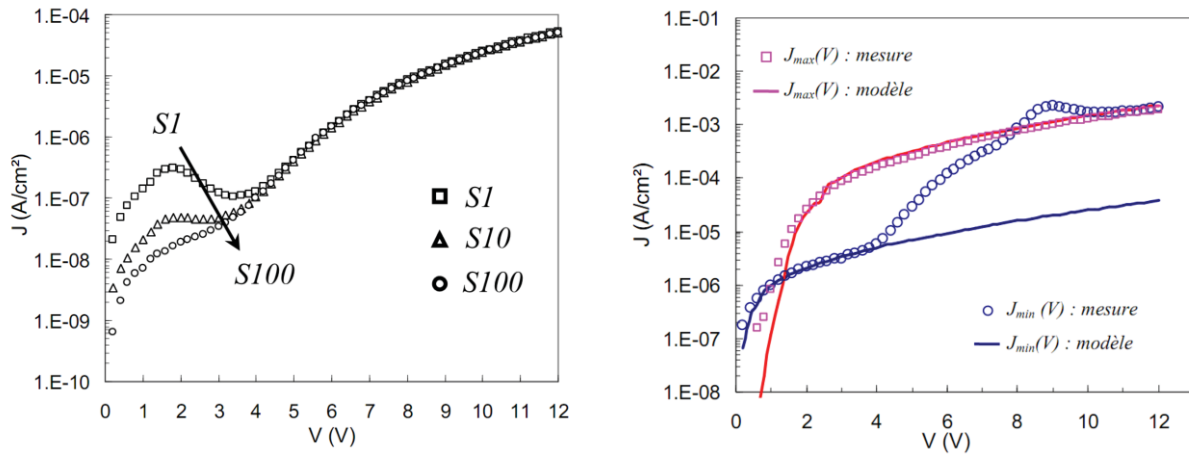 1.E-04
1.E-05
1.E-06
1.E-07
1.E-08
1.E-09
1.E-10
J (A/cm²)
S1
S100
S1
S10
S100
0 1 2 3 4 5 6 7 8 9 10 11 12
V (V)
1.E-01
1.E-02
1.E-03
1.E-04
1.E-05
1.E-06
1.E-07
1.E-08
J (A/cm²)
Jmax(V) : mesure
Jmax(V) : modèle
Jmin (V) : mesure
Jmin(V) : modèle
0 2 4 6 8 10 12
V (V)